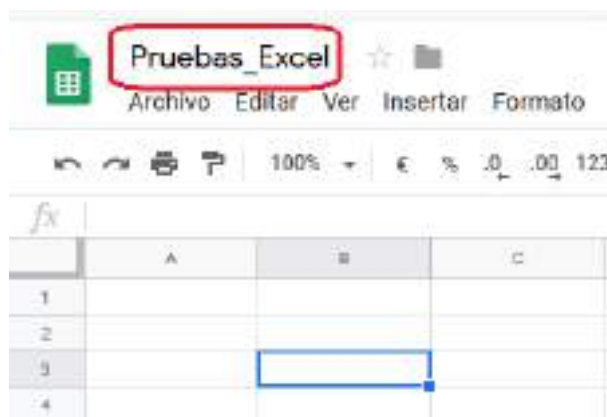 Pruebas_Excel
Archivo Editar Ver Insertar Formato
100% € % .0 .00 123
fx
A B C
1
2
3
4